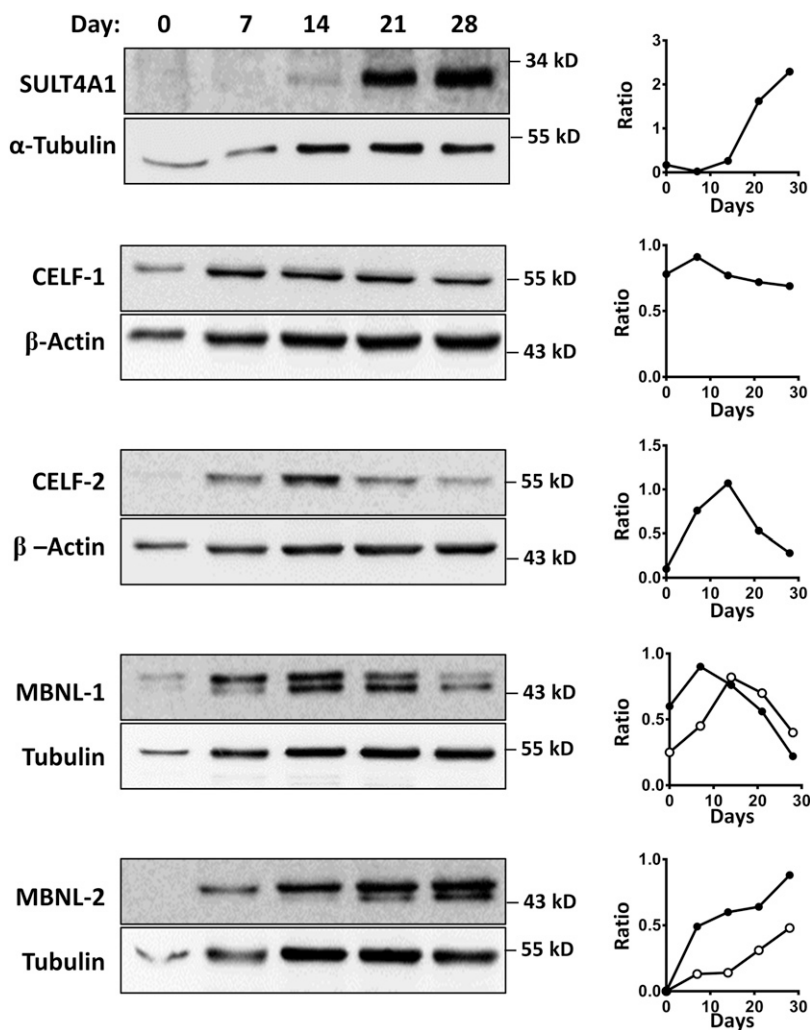 Day: 0 7 14 21 28
SULT4A1
34 kD
α-Tubulin
55 kD
Ratio
3
2
1
0
0 10 20 30
Days
CELF-1
55 kD
β-Actin
43 kD
Ratio
1.0
0.5
0.0
0 10 20 30
Days
CELF-2
55 kD
β –Actin
43 kD
Ratio
1.5
1.0
0.5
0.0
0 10 20 30
Days
MBNL-1
43 kD
Tubulin
55 kD
Ratio
1.0
0.5
0.0
0 10 20 30
Days
MBNL-2
43 kD
Tubulin
55 kD
Ratio
1.0
0.5
0.0
0 10 20 30
Days